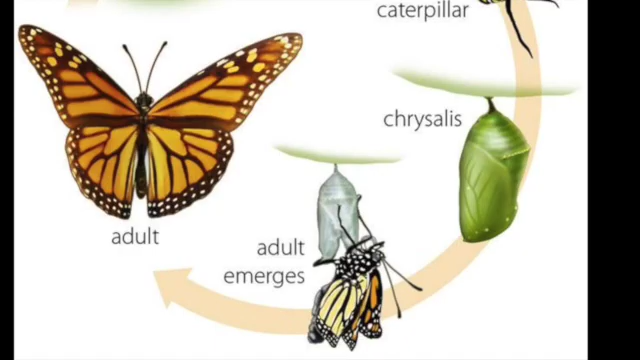 caterpillar
chrysalis
adult
adult
emerges